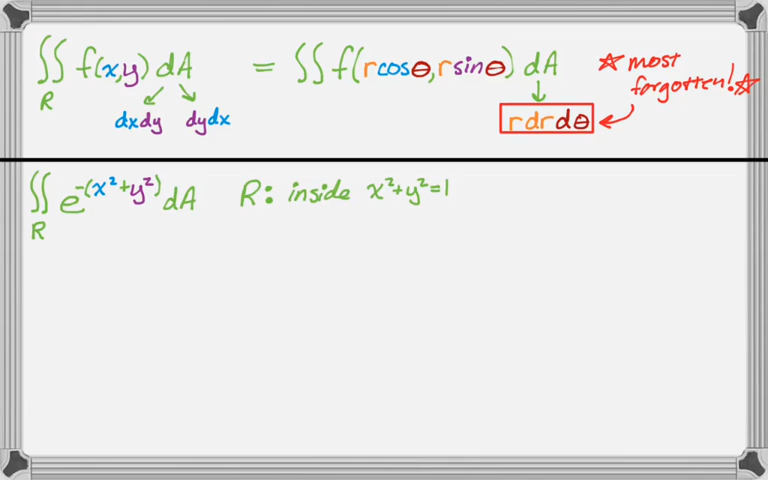 ∬ f(x,y) dA = ∬ f(rcosθ, rsinθ) dA ☆ most forgotten! ☆
R
dxdy dydx rdrdθ
∬ e^-(x²+y²) dA R: inside x²+y²=1
R